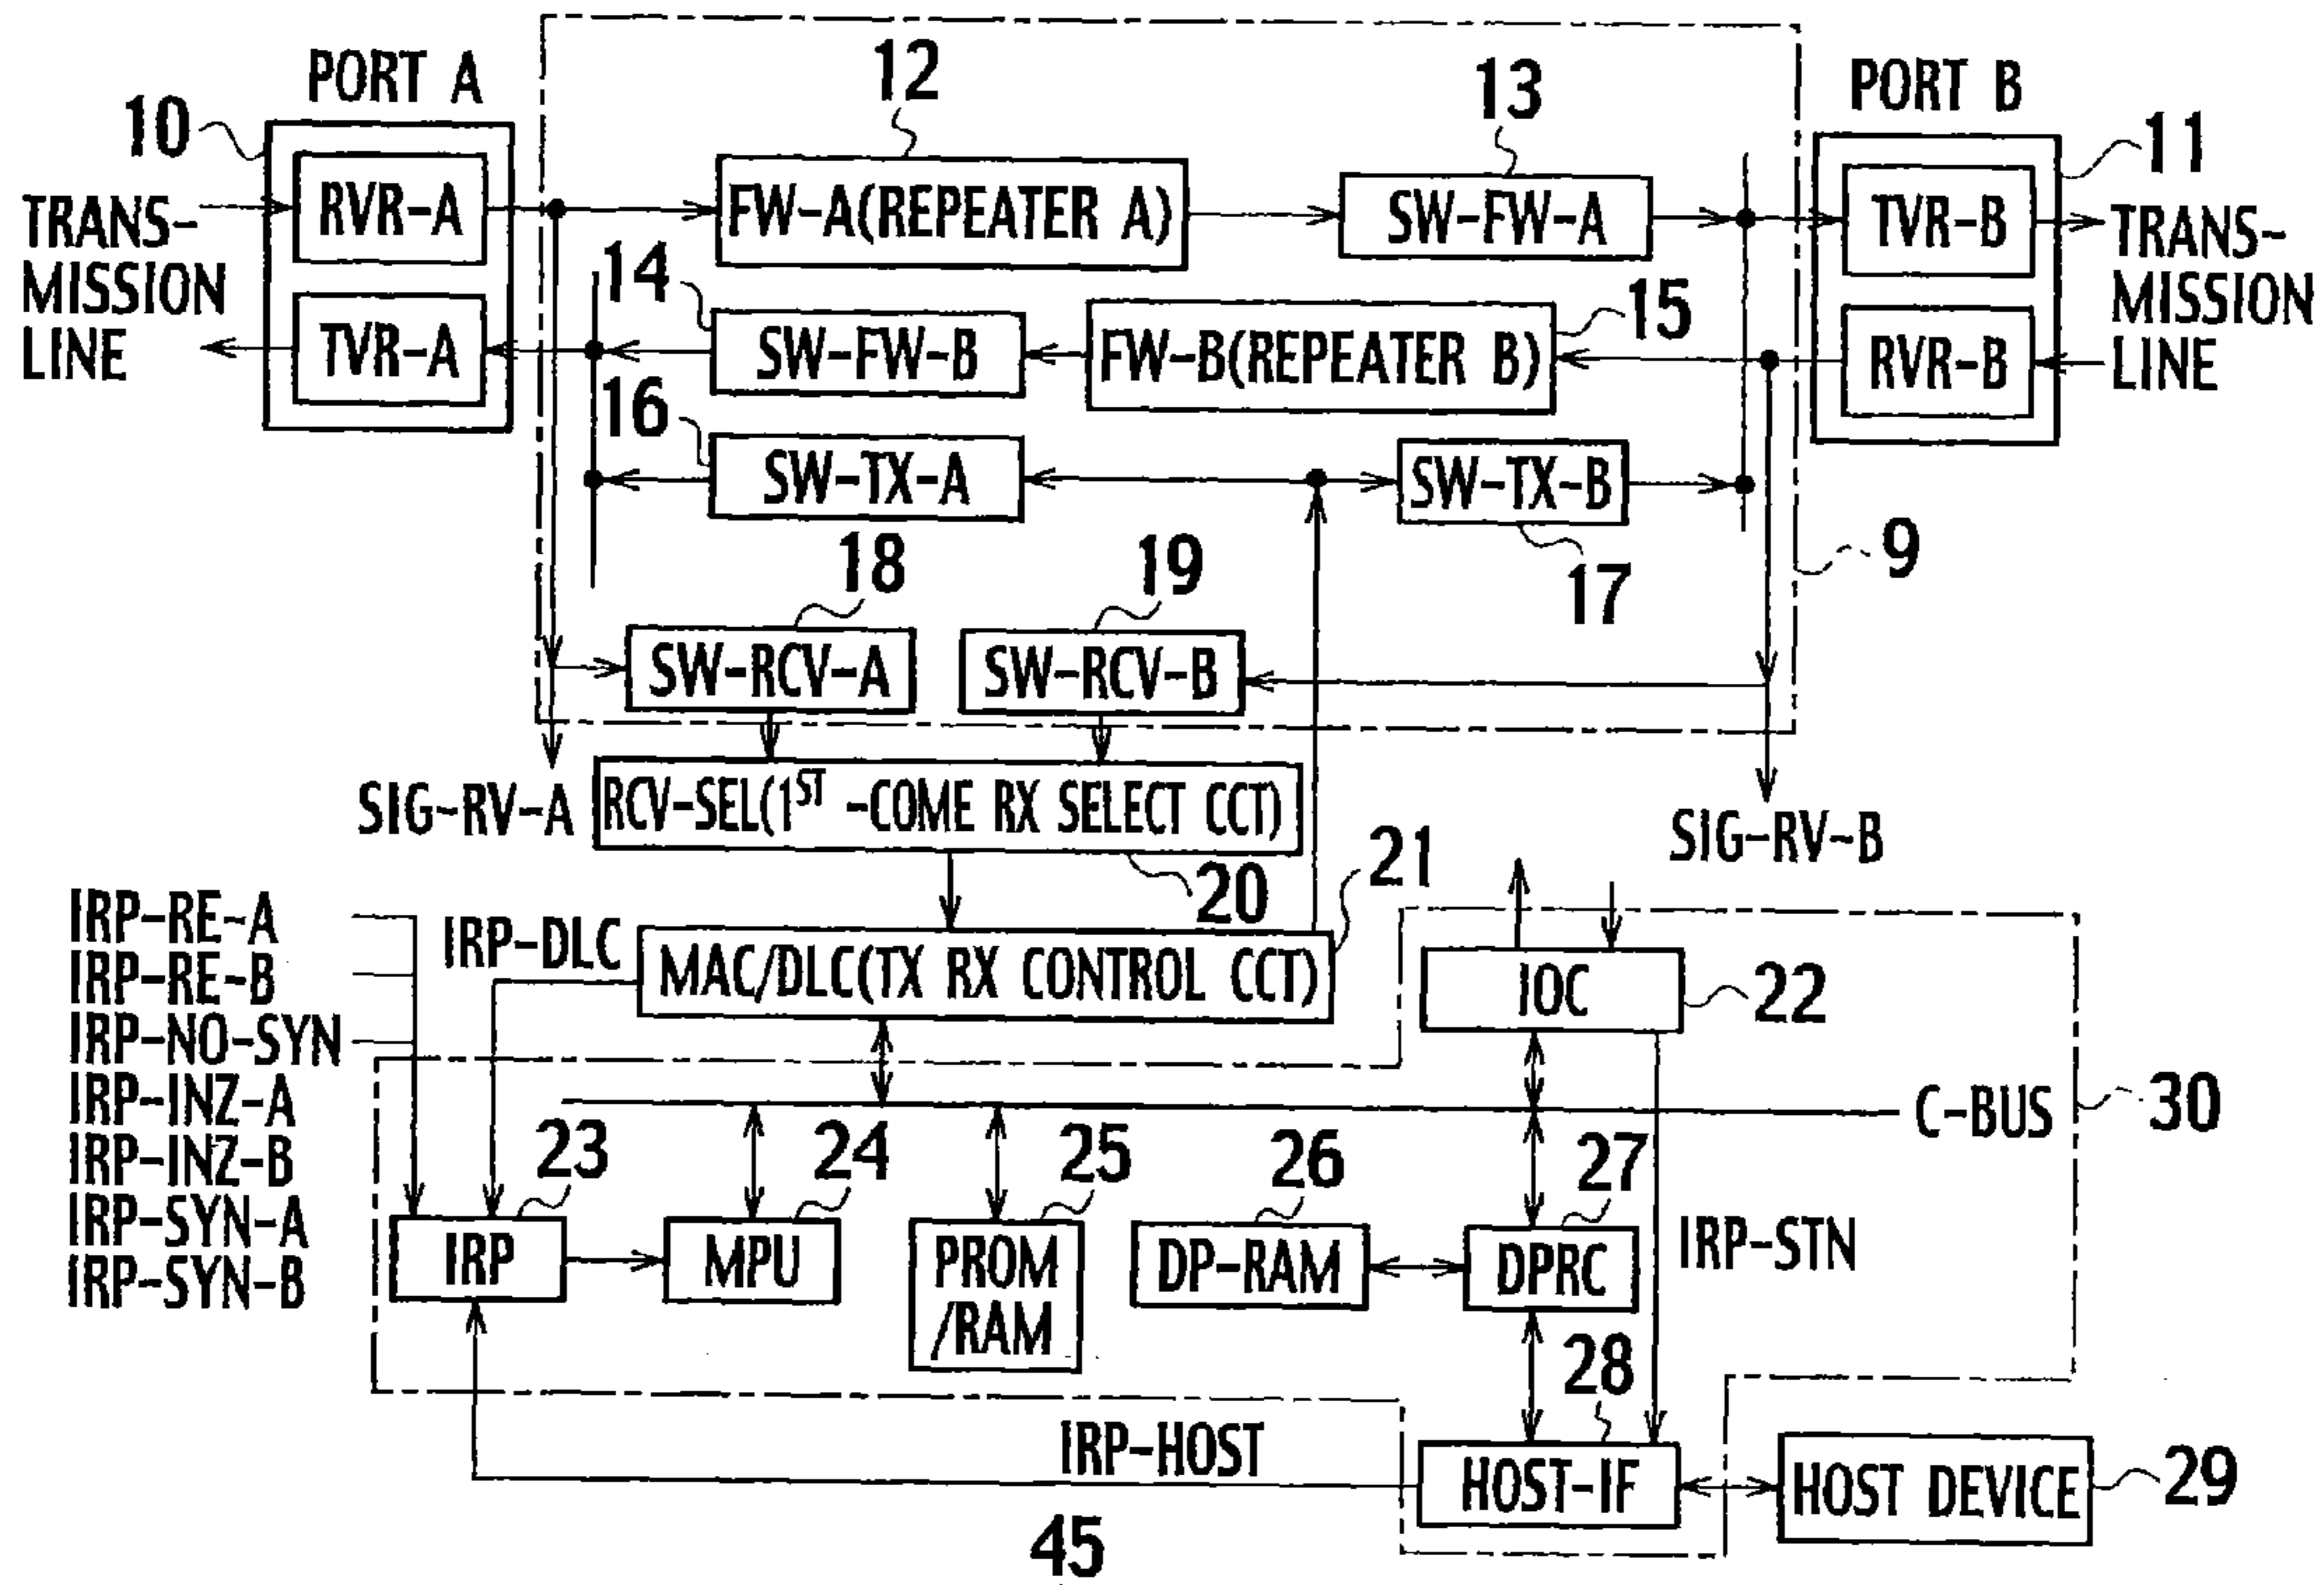 PORT A
12
13
PORT B
10
11
RVR-A
FW-A(REPEATER A)
SW-FW-A
TVR-B
TRANS-
MISSION
LINE
TRANS-
MISSION
LINE
14
15
TVR-A
SW-FW-B
FW-B(REPEATER B)
RVR-B
16
SW-TX-A
SW-TX-B
17
9
18
19
SW-RCV-A
SW-RCV-B
SIG-RV-A
RCV-SEL(1ST -COME RX SELECT CCT)
SIG-RV-B
20
21
IRP-RE-A
IRP-RE-B
IRP-NO-SYN
IRP-INZ-A
IRP-INZ-B
IRP-SYN-A
IRP-SYN-B
IRP-DLC
MAC/DLC(TX RX CONTROL CCT)
IOC
22
C-BUS
30
23
24
25
26
27
IRP
MPU
PROM
/RAM
DP-RAM
DPRC
IRP-STN
28
IRP-HOST
HOST-IF
HOST DEVICE
29
45